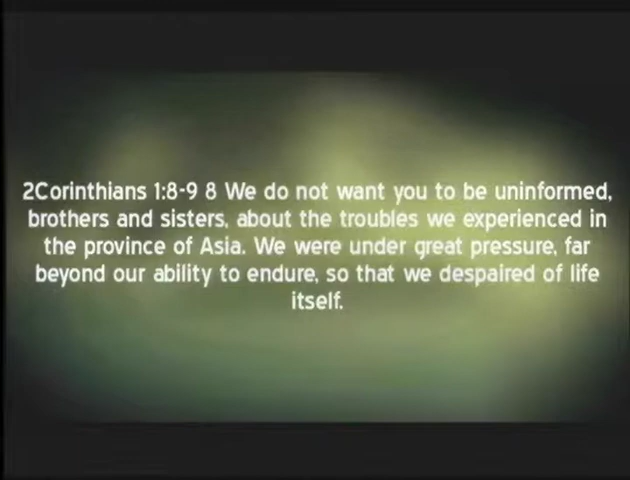 2Corinthians 1:8-9 8 We do not want you to be uninformed,
brothers and sisters, about the troubles we experienced in
the province of Asia. We were under great pressure, far
beyond our ability to endure, so that we despaired of life
itself.